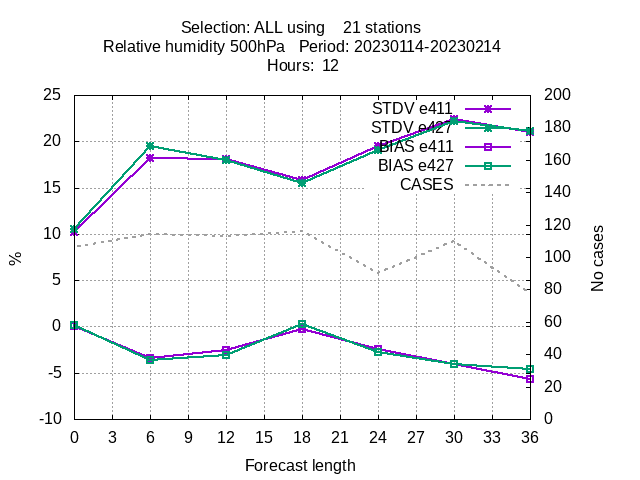 Selection: ALL using 21 stations
Relative humidity 500hPa Period: 20230114-20230214
Hours: 12
25
20
15
10
5
0
-5
-10
%
200
180
160
140
120
100
80
60
40
20
0
No cases
STDV e411
STDV e427
BIAS e411
BIAS e427
CASES
0 3 6 9 12 15 18 21 24 27 30 33 36
Forecast length